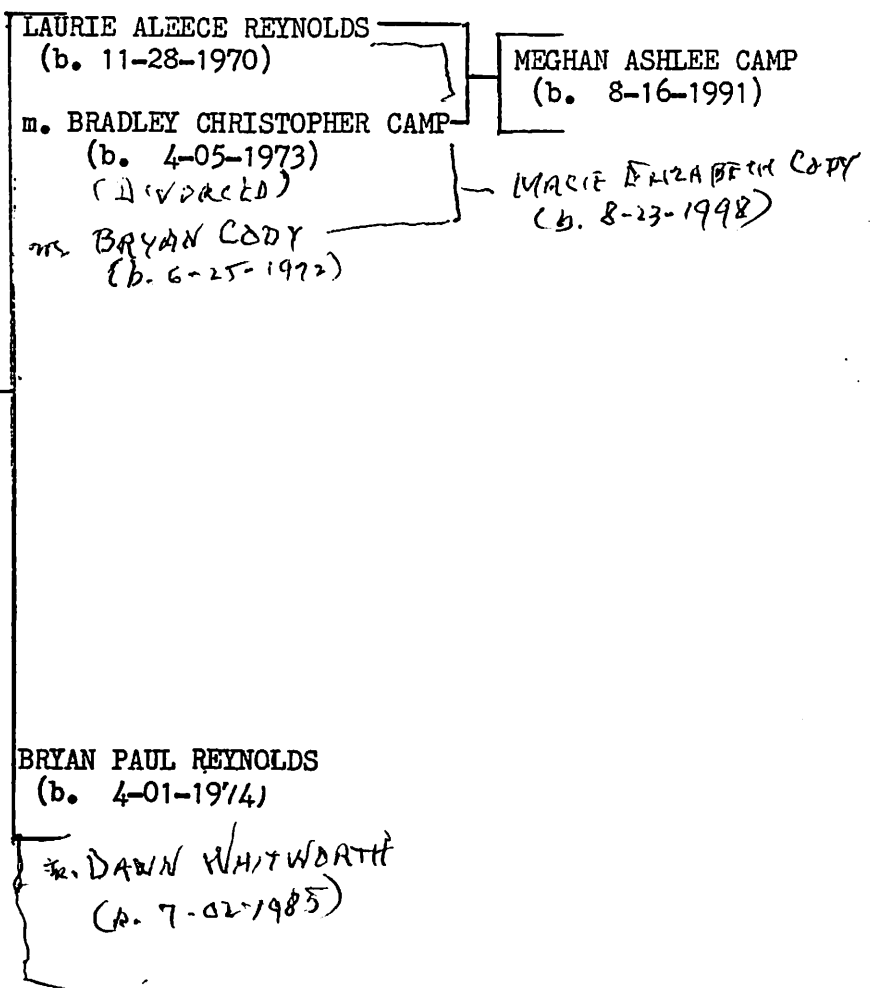 LAURIE ALEECE REYNOLDS
(b. 11-28-1970)
MEGHAN ASHLEE CAMP
(b. 8-16-1991)
m. BRADLEY CHRISTOPHER CAMP
(b. 4-05-1973)
(DIVORCED)
MACIE ELIZABETH CODY
(b. 8-23-1998)
m. BRYAN CODY
(b. 6-25-1972)
BRYAN PAUL REYNOLDS
(b. 4-01-1974)
m. DAWN WHITWORTH
(b. 7-02-1985)